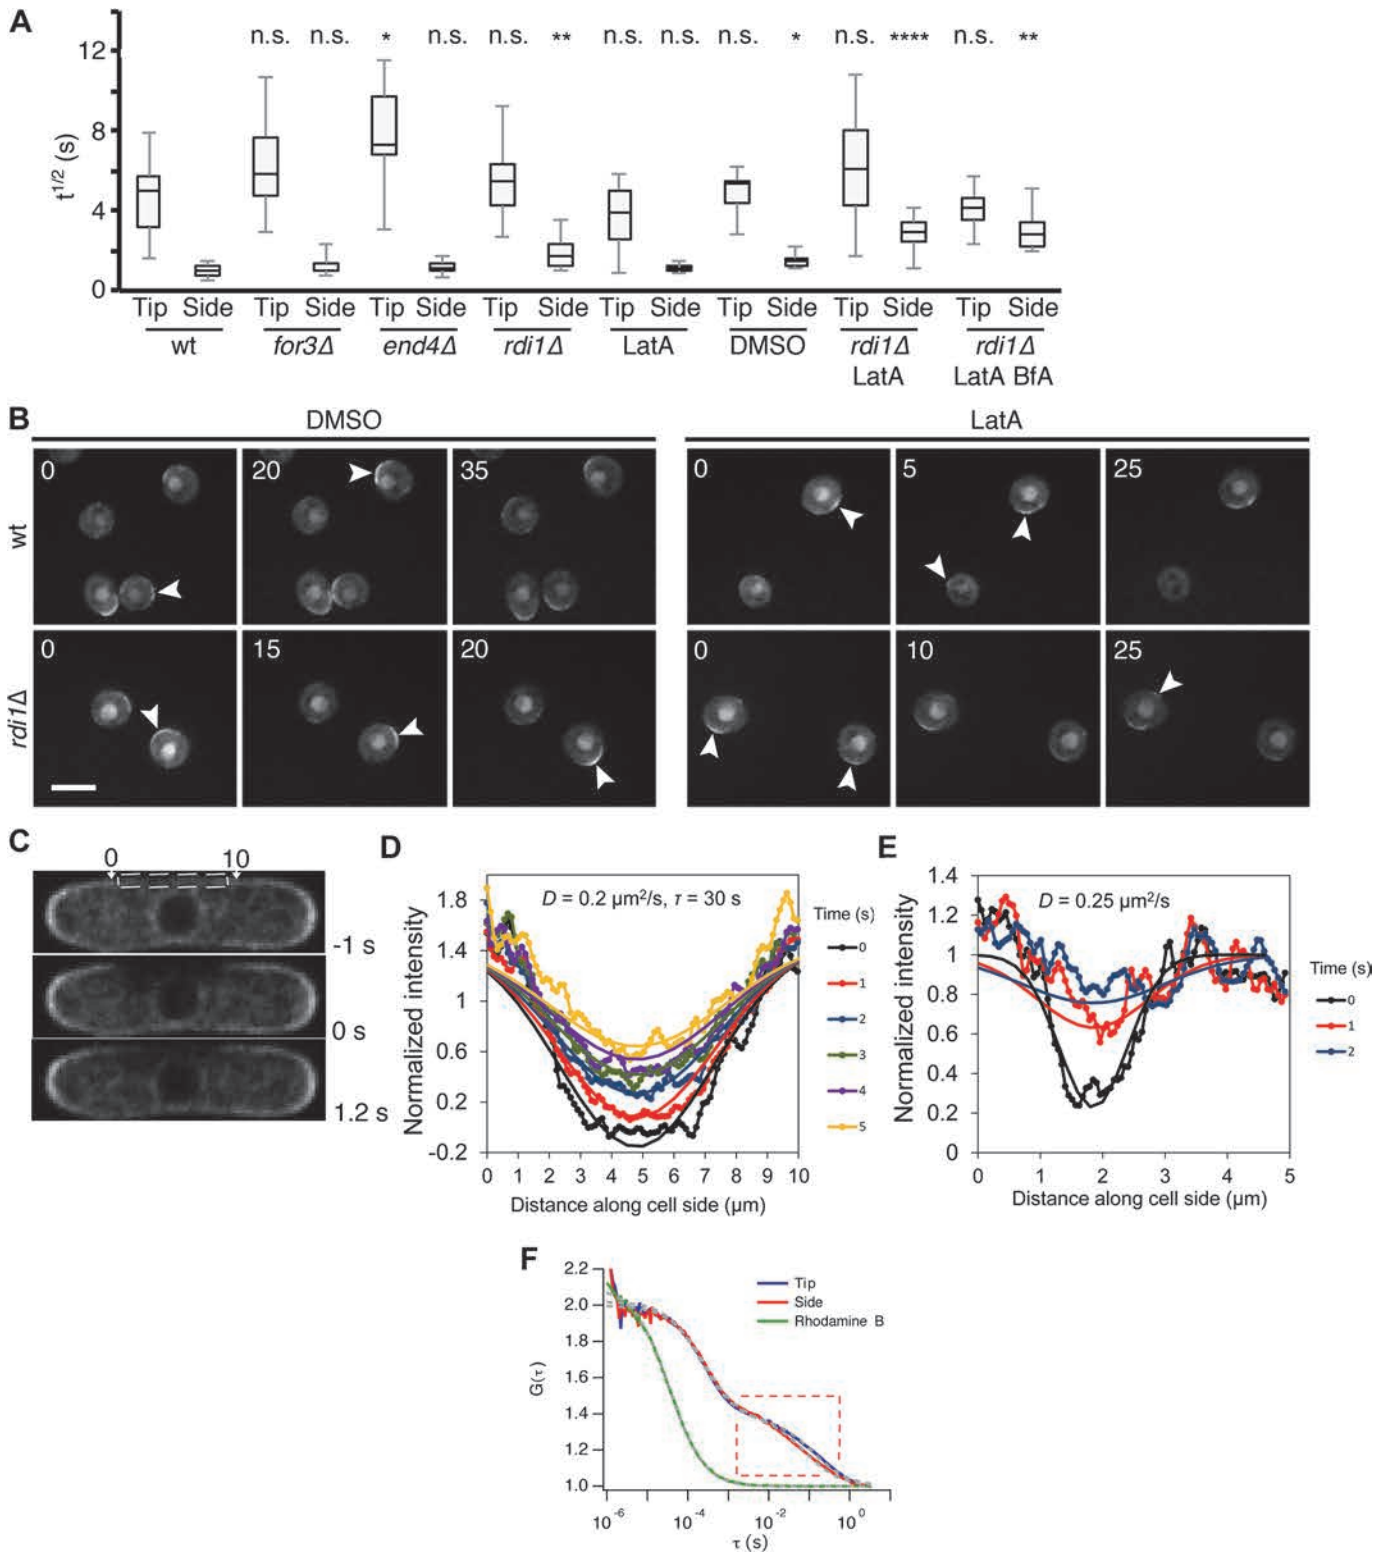 A
n.s. n.s. * n.s. n.s. ** n.s. n.s. n.s. * n.s. **** n.s. **
12
8
4
0
t1/2 (s)
Tip Side Tip Side Tip Side Tip Side Tip Side Tip Side Tip Side Tip Side
wt for3Δ end4Δ rdi1Δ LatA DMSO rdi1Δ rdi1Δ
LatA LatA BfA
B
DMSO LatA
wt
0 20 35 0 5 25
rdi1Δ
0 15 20 0 10 25
C
0 10
-1 s
0 s
1.2 s
D
D = 0.2 µm²/s, τ = 30 s
Normalized intensity
1.8
1.4
1
0.6
0.2
-0.2
0 1 2 3 4 5 6 7 8 9 10
Distance along cell side (µm)
Time (s)
0
1
2
3
4
5
E
D = 0.25 µm²/s
Normalized intensity
1.4
1.2
1
0.8
0.6
0.4
0.2
0
0 1 2 3 4 5
Distance along cell side (µm)
Time (s)
0
1
2
F
Tip
Side
Rhodamine B
G(τ)
2.2
2.0
1.8
1.6
1.4
1.2
1.0
10-6 10-4 10-2 100
τ (s)